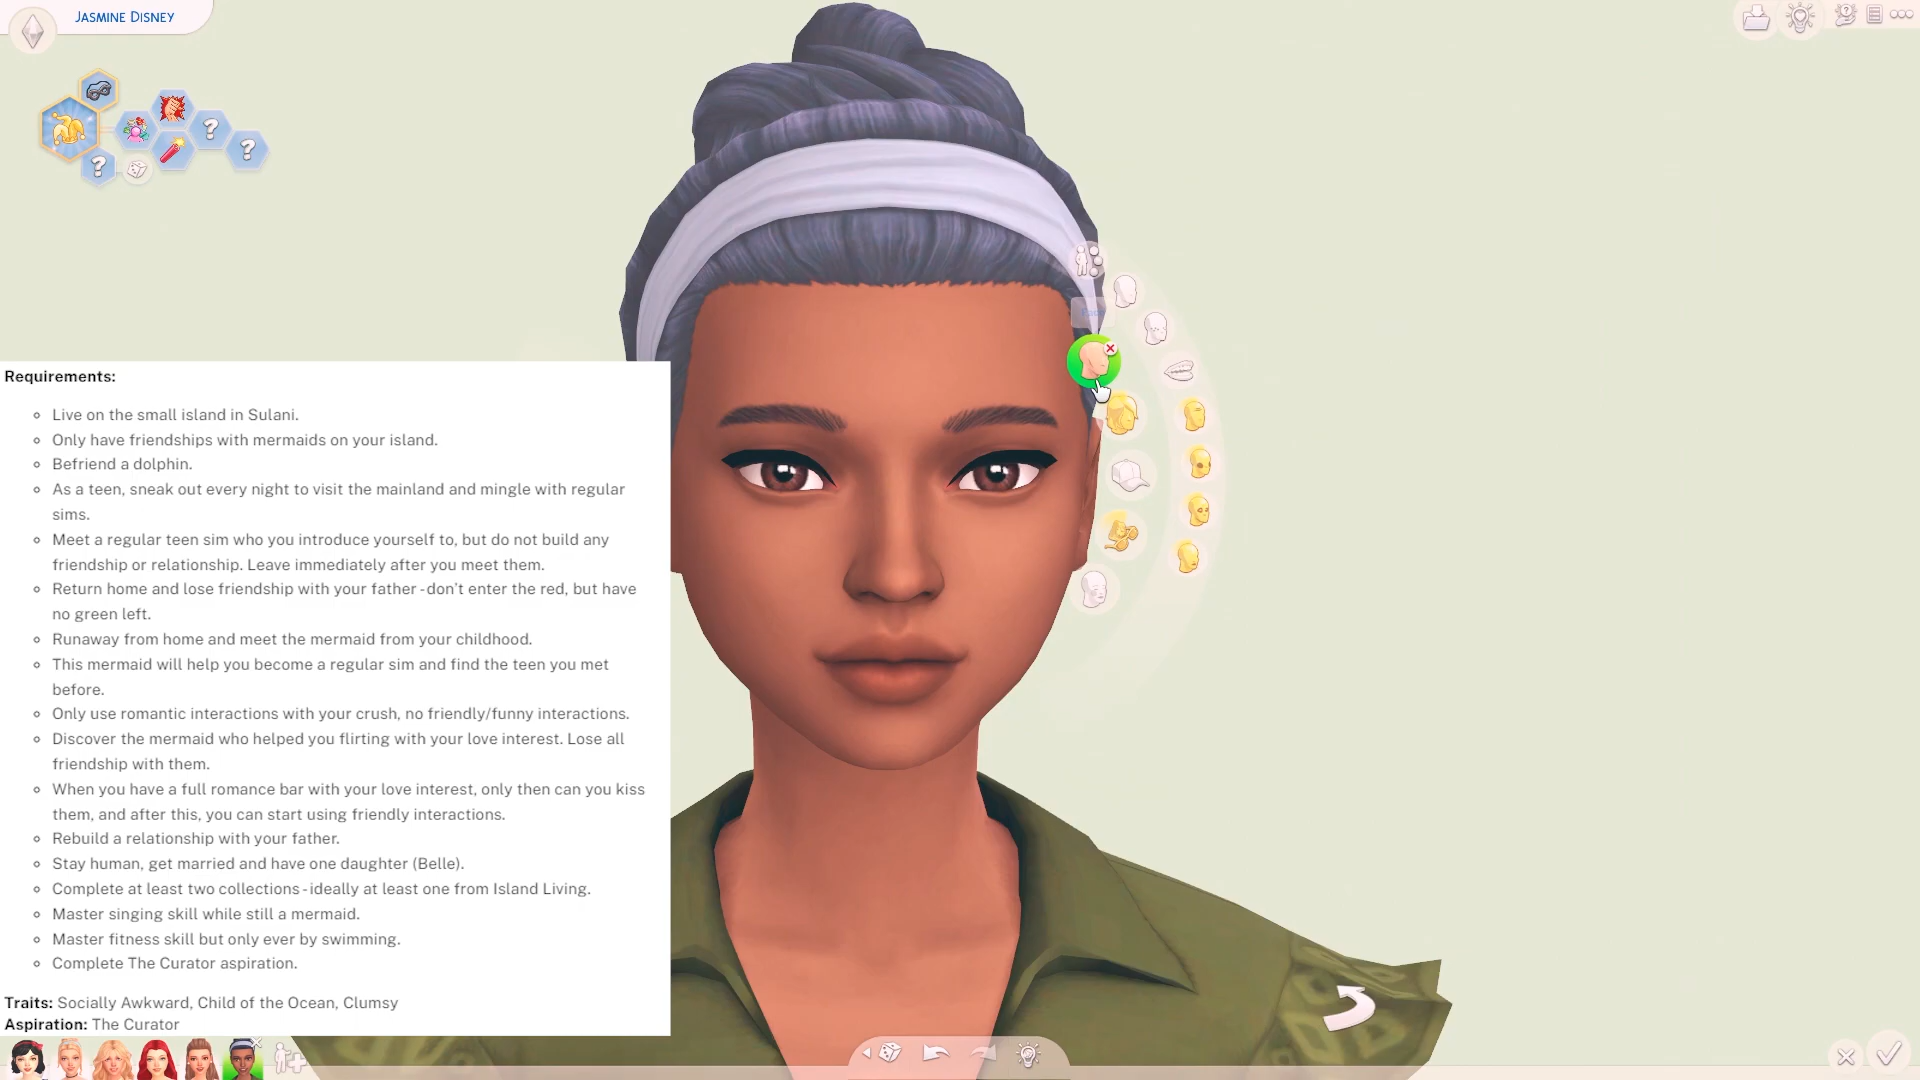 JASMINE DISNEY
Requirements:
Live on the small island in Sulani.
Only have friendships with mermaids on your island.
Befriend a dolphin.
As a teen, sneak out every night to visit the mainland and mingle with regular
sims.
Meet a regular teen sim who you introduce yourself to, but do not build any
friendship or relationship. Leave immediately after you meet them.
Return home and lose friendship with your father - don't enter the red, but have
no green left.
Runaway from home and meet the mermaid from your childhood.
This mermaid will help you become a regular sim and find the teen you met
before.
Only use romantic interactions with your crush, no friendly/funny interactions.
Discover the mermaid who helped you flirting with your love interest. Lose all
friendship with them.
When you have a full romance bar with your love interest, only then can you kiss
them, and after this, you can start using friendly interactions.
Rebuild a relationship with your father.
Stay human, get married and have one daughter (Belle).
Complete at least two collections - ideally at least one from Island Living.
Master singing skill while still a mermaid.
Master fitness skill but only ever by swimming.
Complete The Curator aspiration.
Traits: Socially Awkward, Child of the Ocean, Clumsy
Aspiration: The Curator